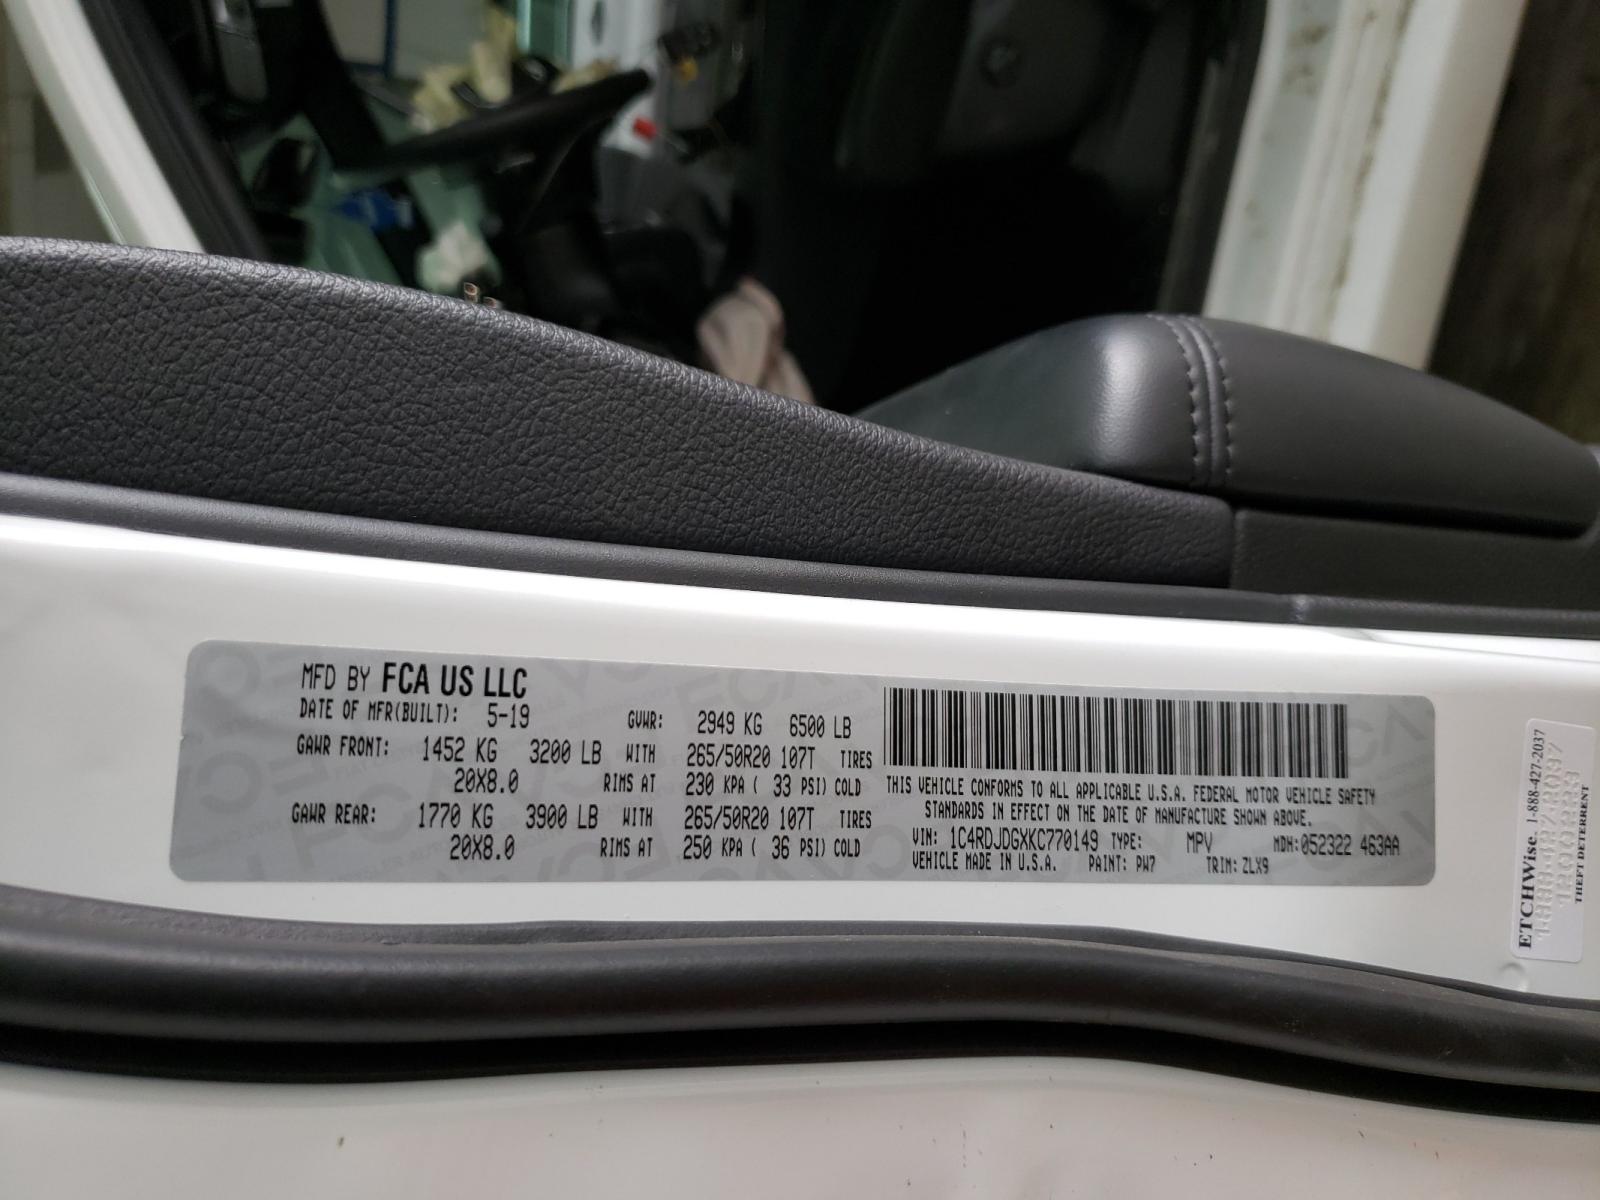 MFD BY FCA US LLC
DATE OF MFR(BUILT): 5-19 GVWR: 2949 KG 6500 LB
GAWR FRONT: 1452 KG 3200 LB WITH 265/50R20 107T TIRES
20X8.0 RIMS AT 230 KPA ( 33 PSI) COLD
GAWR REAR: 1770 KG 3900 LB WITH 265/50R20 107T TIRES
20X8.0 RIMS AT 250 KPA ( 36 PSI) COLD
THIS VEHICLE CONFORMS TO ALL APPLICABLE U.S.A. FEDERAL MOTOR VEHICLE SAFETY
STANDARDS IN EFFECT ON THE DATE OF MANUFACTURE SHOWN ABOVE.
VIN: 1C4RDJDGXKC770149 TYPE: MPV MDH:052322 463AA
VEHICLE MADE IN U.S.A. PAINT: PW7 TRIM: ZLX9
ETCHWise. 1-888-427-2037
THEFT DETERRENT